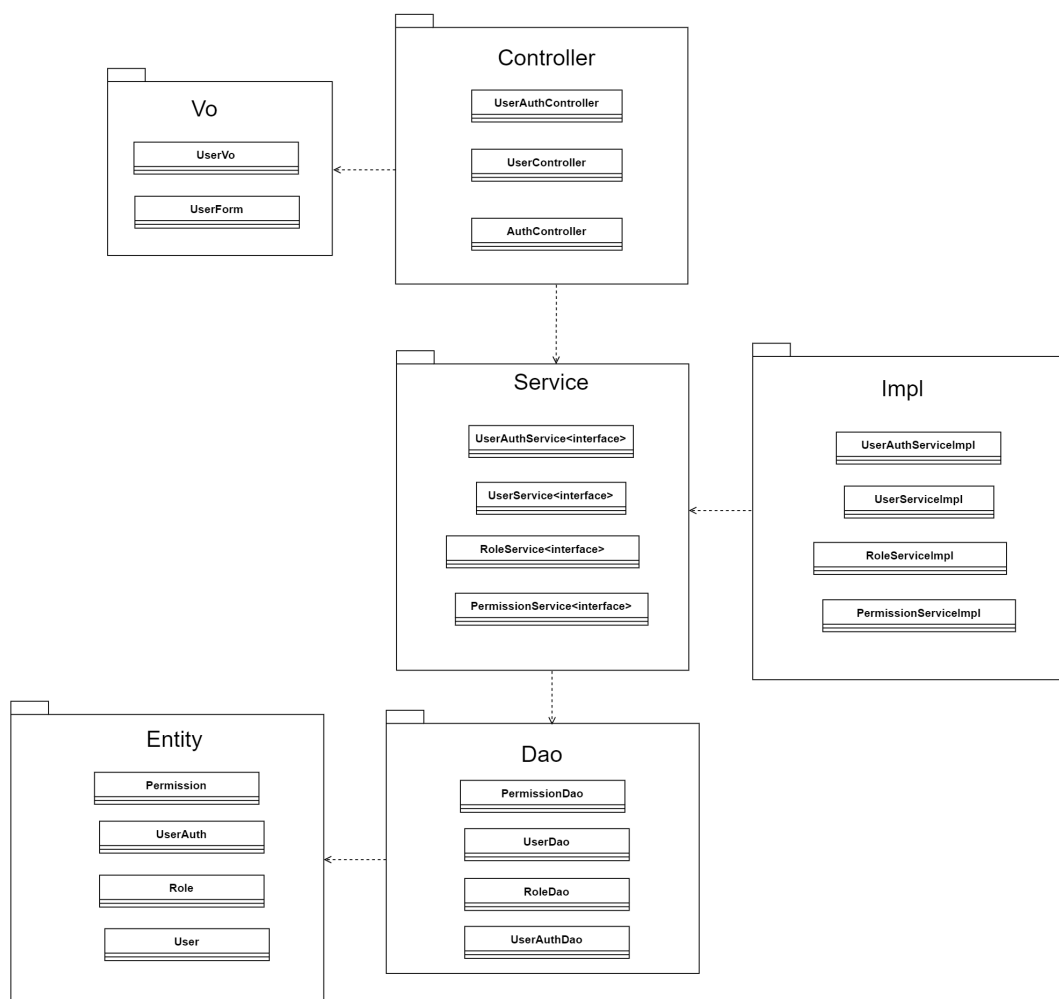 Controller
UserAuthController
UserController
AuthController
Vo
UserVo
UserForm
Service
UserAuthService<interface>
UserService<interface>
RoleService<interface>
PermissionService<interface>
Impl
UserAuthServiceImpl
UserServiceImpl
RoleServiceImpl
PermissionServiceImpl
Entity
Permission
UserAuth
Role
User
Dao
PermissionDao
UserDao
RoleDao
UserAuthDao